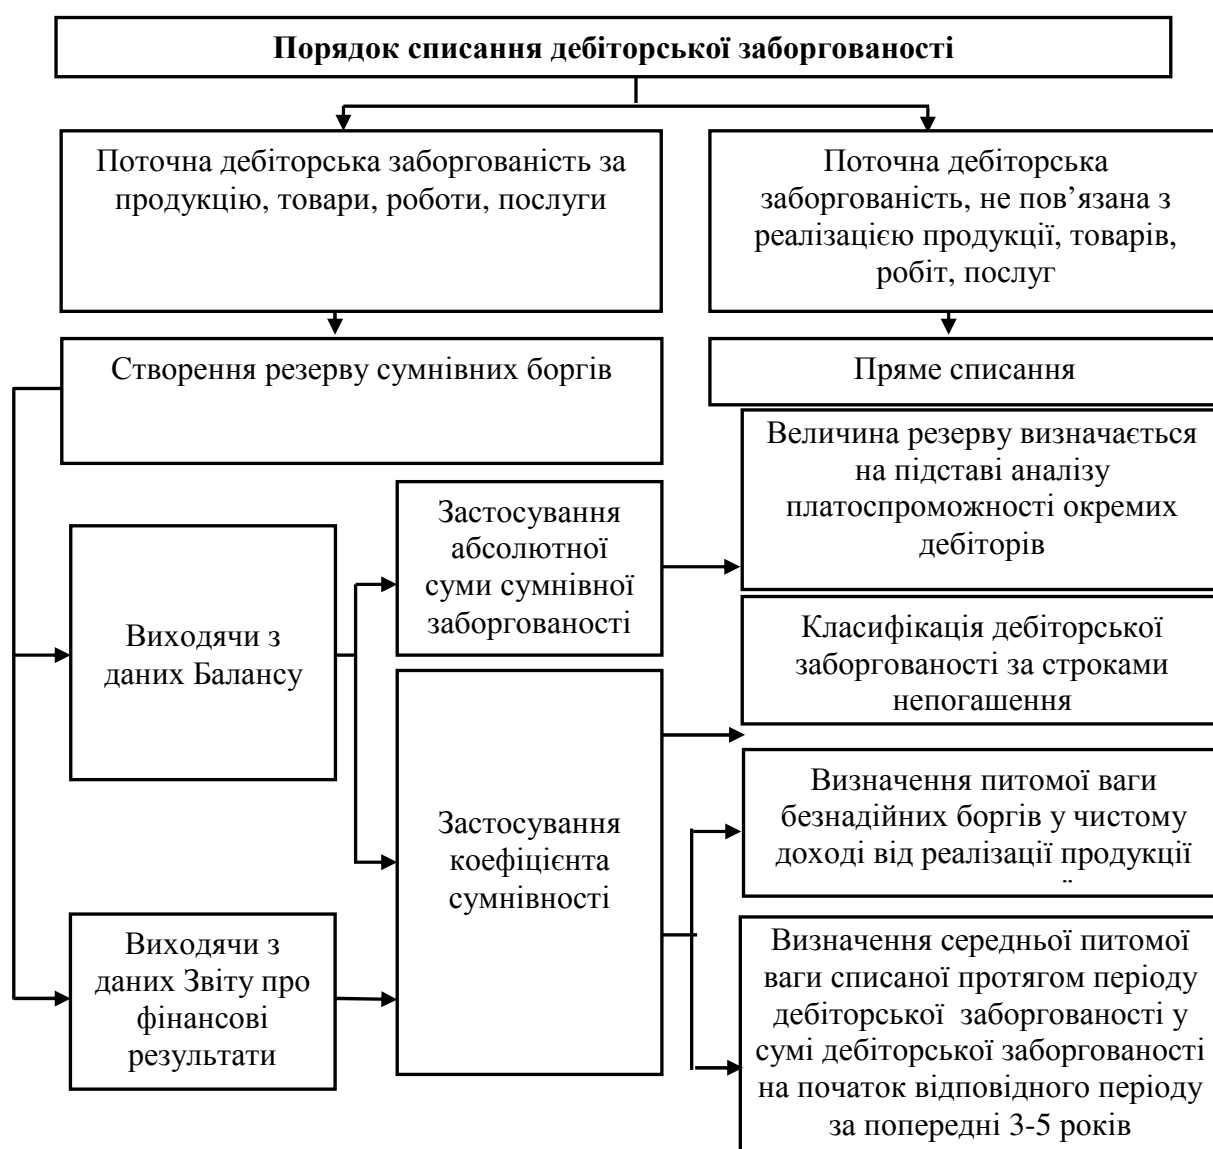 Порядок списання дебіторської заборгованості
Поточна дебіторська заборгованість за
продукцію, товари, роботи, послуги
Поточна дебіторська
заборгованість, не пов’язана з
реалізацією продукції, товарів,
робіт, послуг
Створення резерву сумнівних боргів
Пряме списання
Величина резерву визначається
на підставі аналізу
платоспроможності окремих
дебіторів
Застосування
абсолютної
суми сумнівної
заборгованості
Виходячи з
даних Балансу
Класифікація дебіторської
заборгованості за строками
непогашення
Визначення питомої ваги
безнадійних боргів у чистому
доході від реалізації продукції
Застосування
коефіцієнта
сумнівності
Виходячи з
даних Звіту про
фінансові
результати
Визначення середньої питомої
ваги списаної протягом періоду
дебіторської  заборгованості у
сумі дебіторської заборгованості
на початок відповідного періоду
за попередні 3-5 років